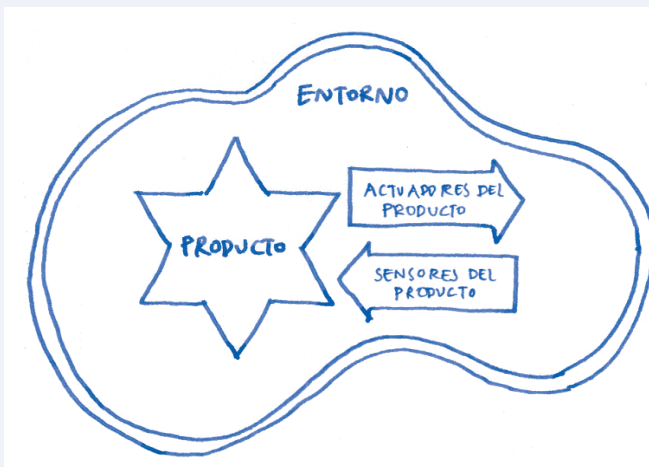 ENTORNO
PRODUCTO
ACTUADORES DEL
PRODUCTO
SENSORES DEL
PRODUCTO